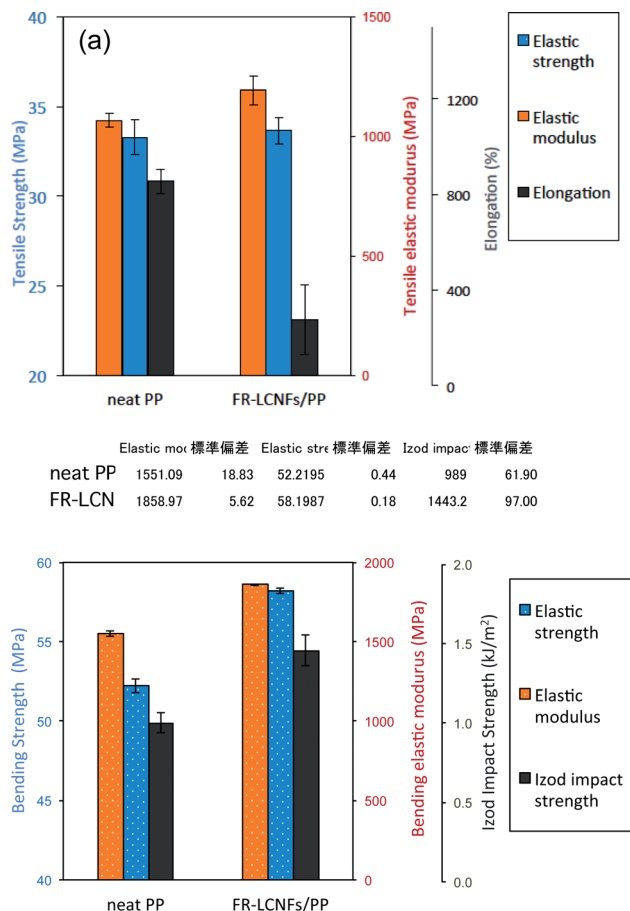 (a)
40
35
30
25
20
Tensile Strength (MPa)
1500
1000
500
0
Tensile elastic modurus (MPa)
1200
800
400
0
Elongation (%)
Elastic
strength
Elastic
modulus
Elongation
neat PP
FR-LCNFs/PP
Elastic moc 標準偏差 Elastic stre 標準偏差 Izod impact 標準偏差
neat PP 1551.09 18.83 52.2195 0.44 989 61.90
FR-LCN 1858.97 5.62 58.1987 0.18 1443.2 97.00
60
55
50
45
40
Bending Strength (MPa)
2000
1500
1000
500
0
Bending elastic modurus (MPa)
2.0
1.5
1.0
0.5
0.0
Izod Impact Strength (kJ/m²)
Elastic
strength
Elastic
modulus
Izod impact
strength
neat PP
FR-LCNFs/PP